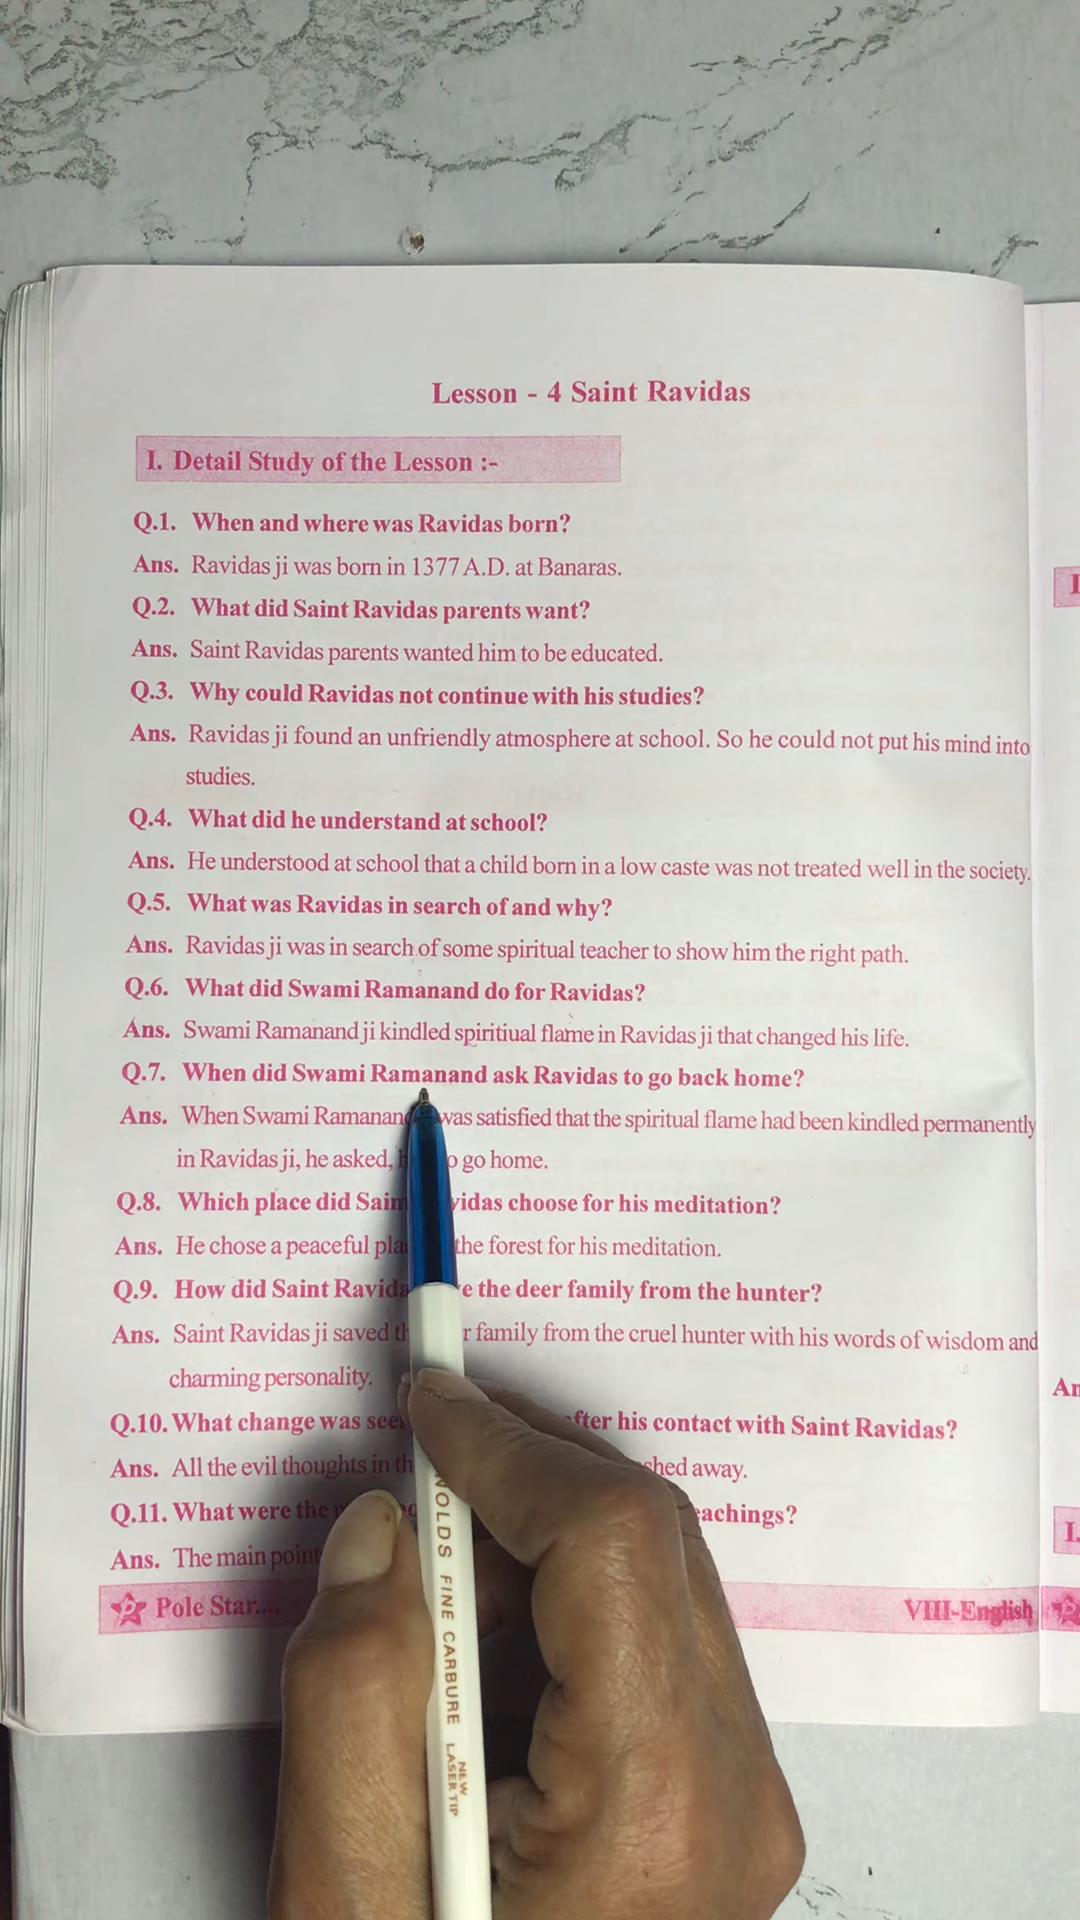 Lesson - 4 Saint Ravidas
I. Detail Study of the Lesson :-
Q.1. When and where was Ravidas born?
Ans. Ravidas ji was born in 1377 A.D. at Banaras.
Q.2. What did Saint Ravidas parents want?
Ans. Saint Ravidas parents wanted him to be educated.
Q.3. Why could Ravidas not continue with his studies?
Ans. Ravidas ji found an unfriendly atmosphere at school. So he could not put his mind into
studies.
Q.4. What did he understand at school?
Ans. He understood at school that a child born in a low caste was not treated well in the society.
Q.5. What was Ravidas in search of and why?
Ans. Ravidas ji was in search of some spiritual teacher to show him the right path.
Q.6. What did Swami Ramanand do for Ravidas?
Ans. Swami Ramanand ji kindled spiritiual flame in Ravidas ji that changed his life.
Q.7. When did Swami Ramanand ask Ravidas to go back home?
Ans. When Swami Ramanand was satisfied that the spiritual flame had been kindled permanently
in Ravidas ji, he asked, go home.
Q.8. Which place did Saint Ravidas choose for his meditation?
Ans. He chose a peaceful the forest for his meditation.
Q.9. How did Saint Ravidas the deer family from the hunter?
Ans. Saint Ravidas ji saved family from the cruel hunter with his words of wisdom and
charming personality.
Q.10. What change was after his contact with Saint Ravidas?
Ans. All the evil thoughts in away.
Q.11. What were the
Ans. The main
Pole Star.... VIII-English
NOLDS FINE CARBURE NEW LASER TIP